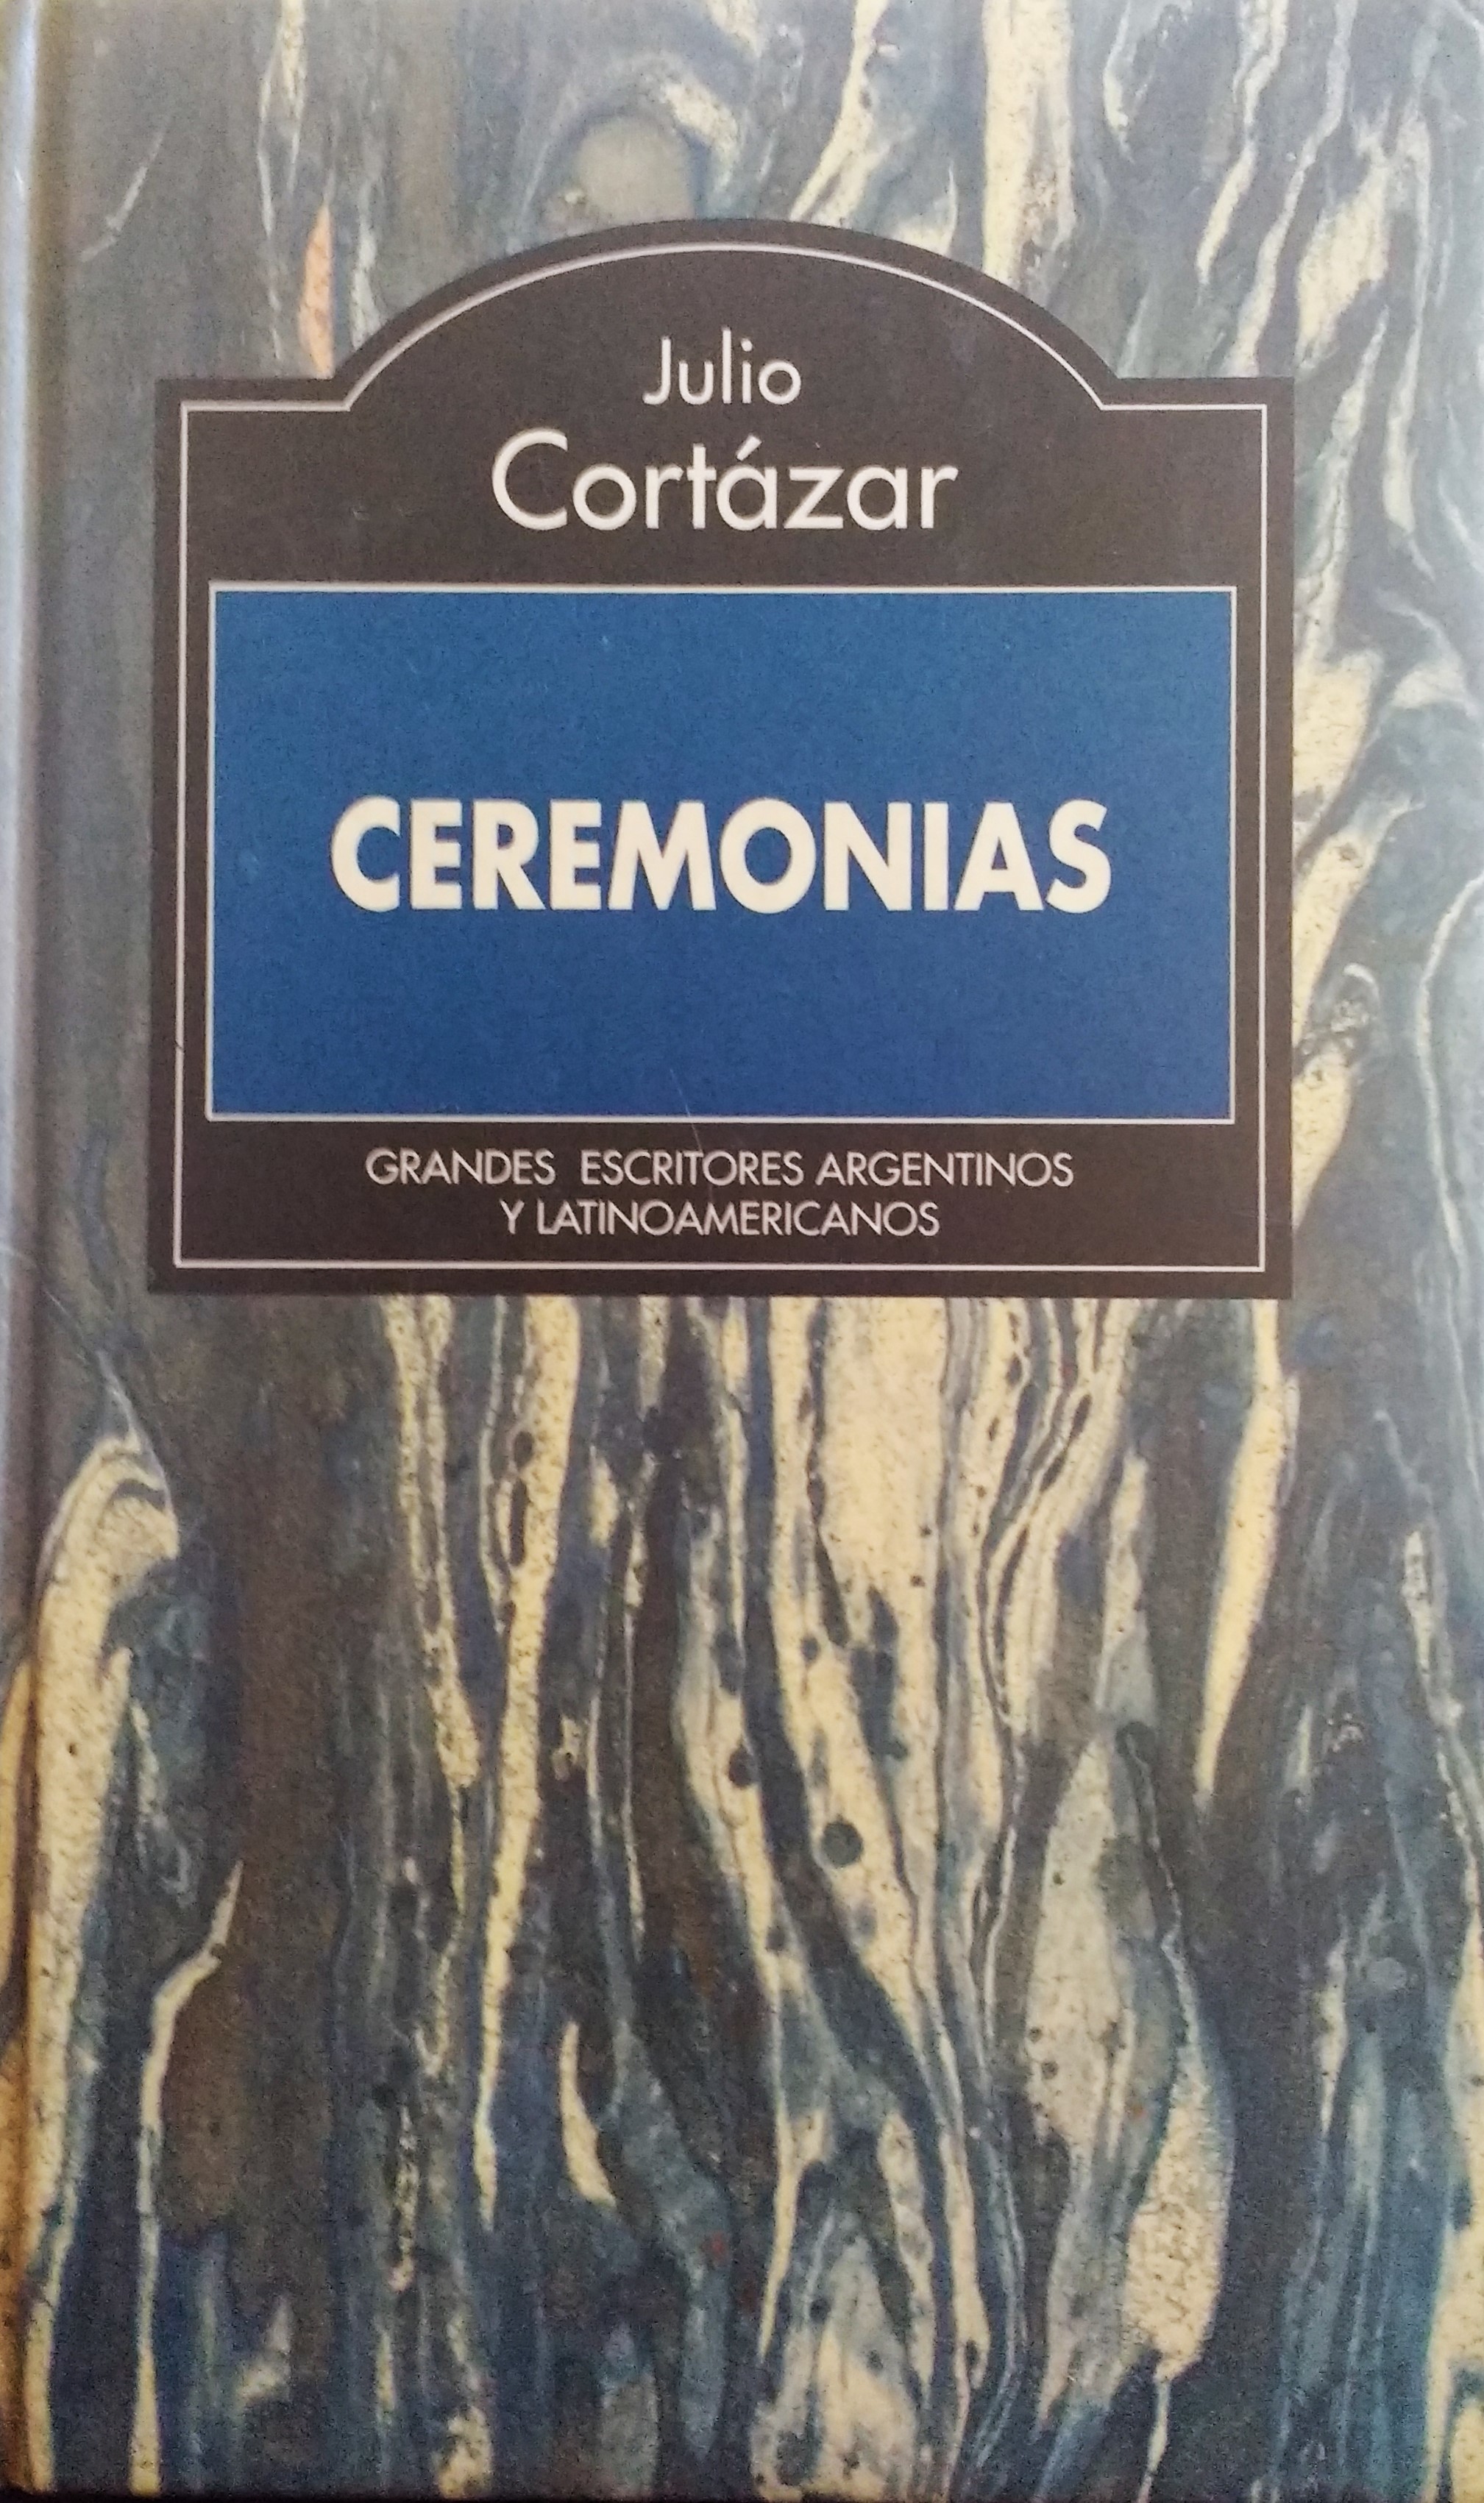 Julio
Cortázar
CEREMONIAS
GRANDES ESCRITORES ARGENTINOS
Y LATINOAMERICANOS